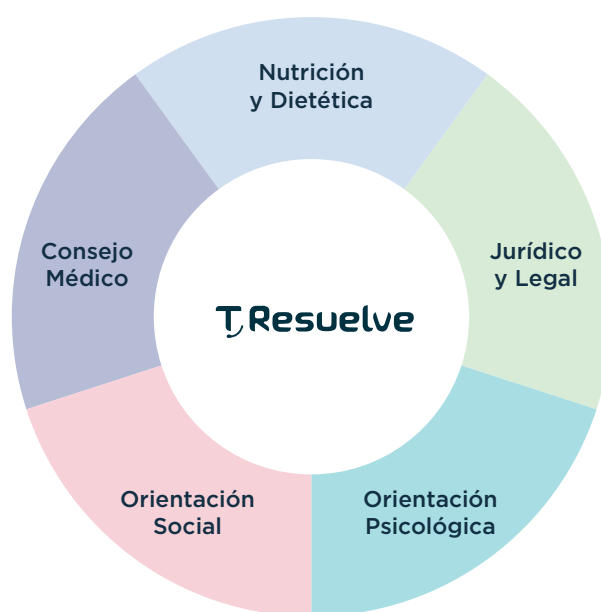 Nutrición
y Dietética
Consejo
Médico
Jurídico
y Legal
T Resuelve
Orientación
Social
Orientación
Psicológica